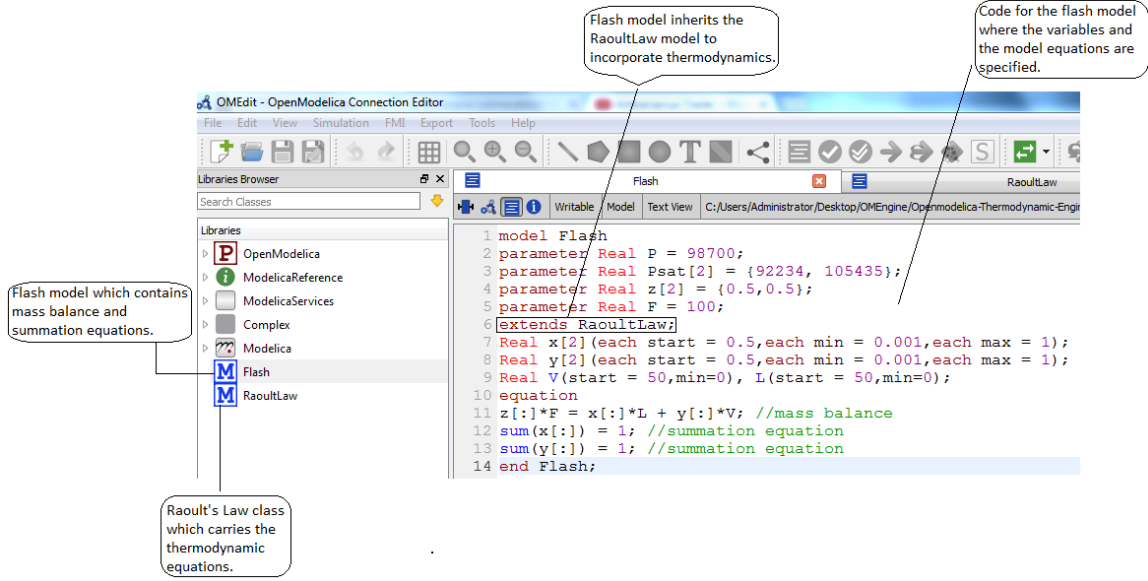 Flash model inherits the
RaoultLaw model to
incorporate thermodynamics.
Code for the flash model
where the variables and
the model equations are
specified.
OMEdit - OpenModelica Connection Editor
File Edit View Simulation FMI Export Tools Help
Libraries Browser
Search Classes
Libraries
P OpenModelica
i ModelicaReference
ModelicaServices
Complex
Modelica
M Flash
M RaoultLaw
Flash model which contains
mass balance and
summation equations.
Raoult's Law class
which carries the
thermodynamic
equations.
Flash RaoultLaw
Writable Model Text View C:/Users/Administrator/Desktop/OMEngine/Openmodelica-Thermodynamic-Engin
1 model Flash
2 parameter Real P = 98700;
3 parameter Real Psat[2] = {92234, 105435};
4 parameter Real z[2] = {0.5,0.5};
5 parameter Real F = 100;
6 extends RaoultLaw;
7 Real x[2](each start = 0.5,each min = 0.001,each max = 1);
8 Real y[2](each start = 0.5,each min = 0.001,each max = 1);
9 Real V(start = 50,min=0), L(start = 50,min=0);
10 equation
11 z[:]*F = x[:]*L + y[:]*V; //mass balance
12 sum(x[:]) = 1; //summation equation
13 sum(y[:]) = 1; //summation equation
14 end Flash;